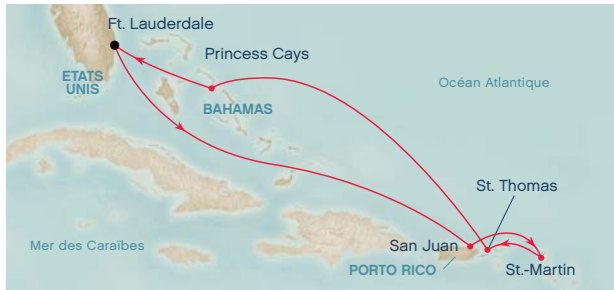 Ft. Lauderdale
Princess Cays
ETATS
UNIS
Océan Atlantique
BAHAMAS
St. Thomas
Mer des Caraïbes
San Juan
PORTO RICO
St.-Martin